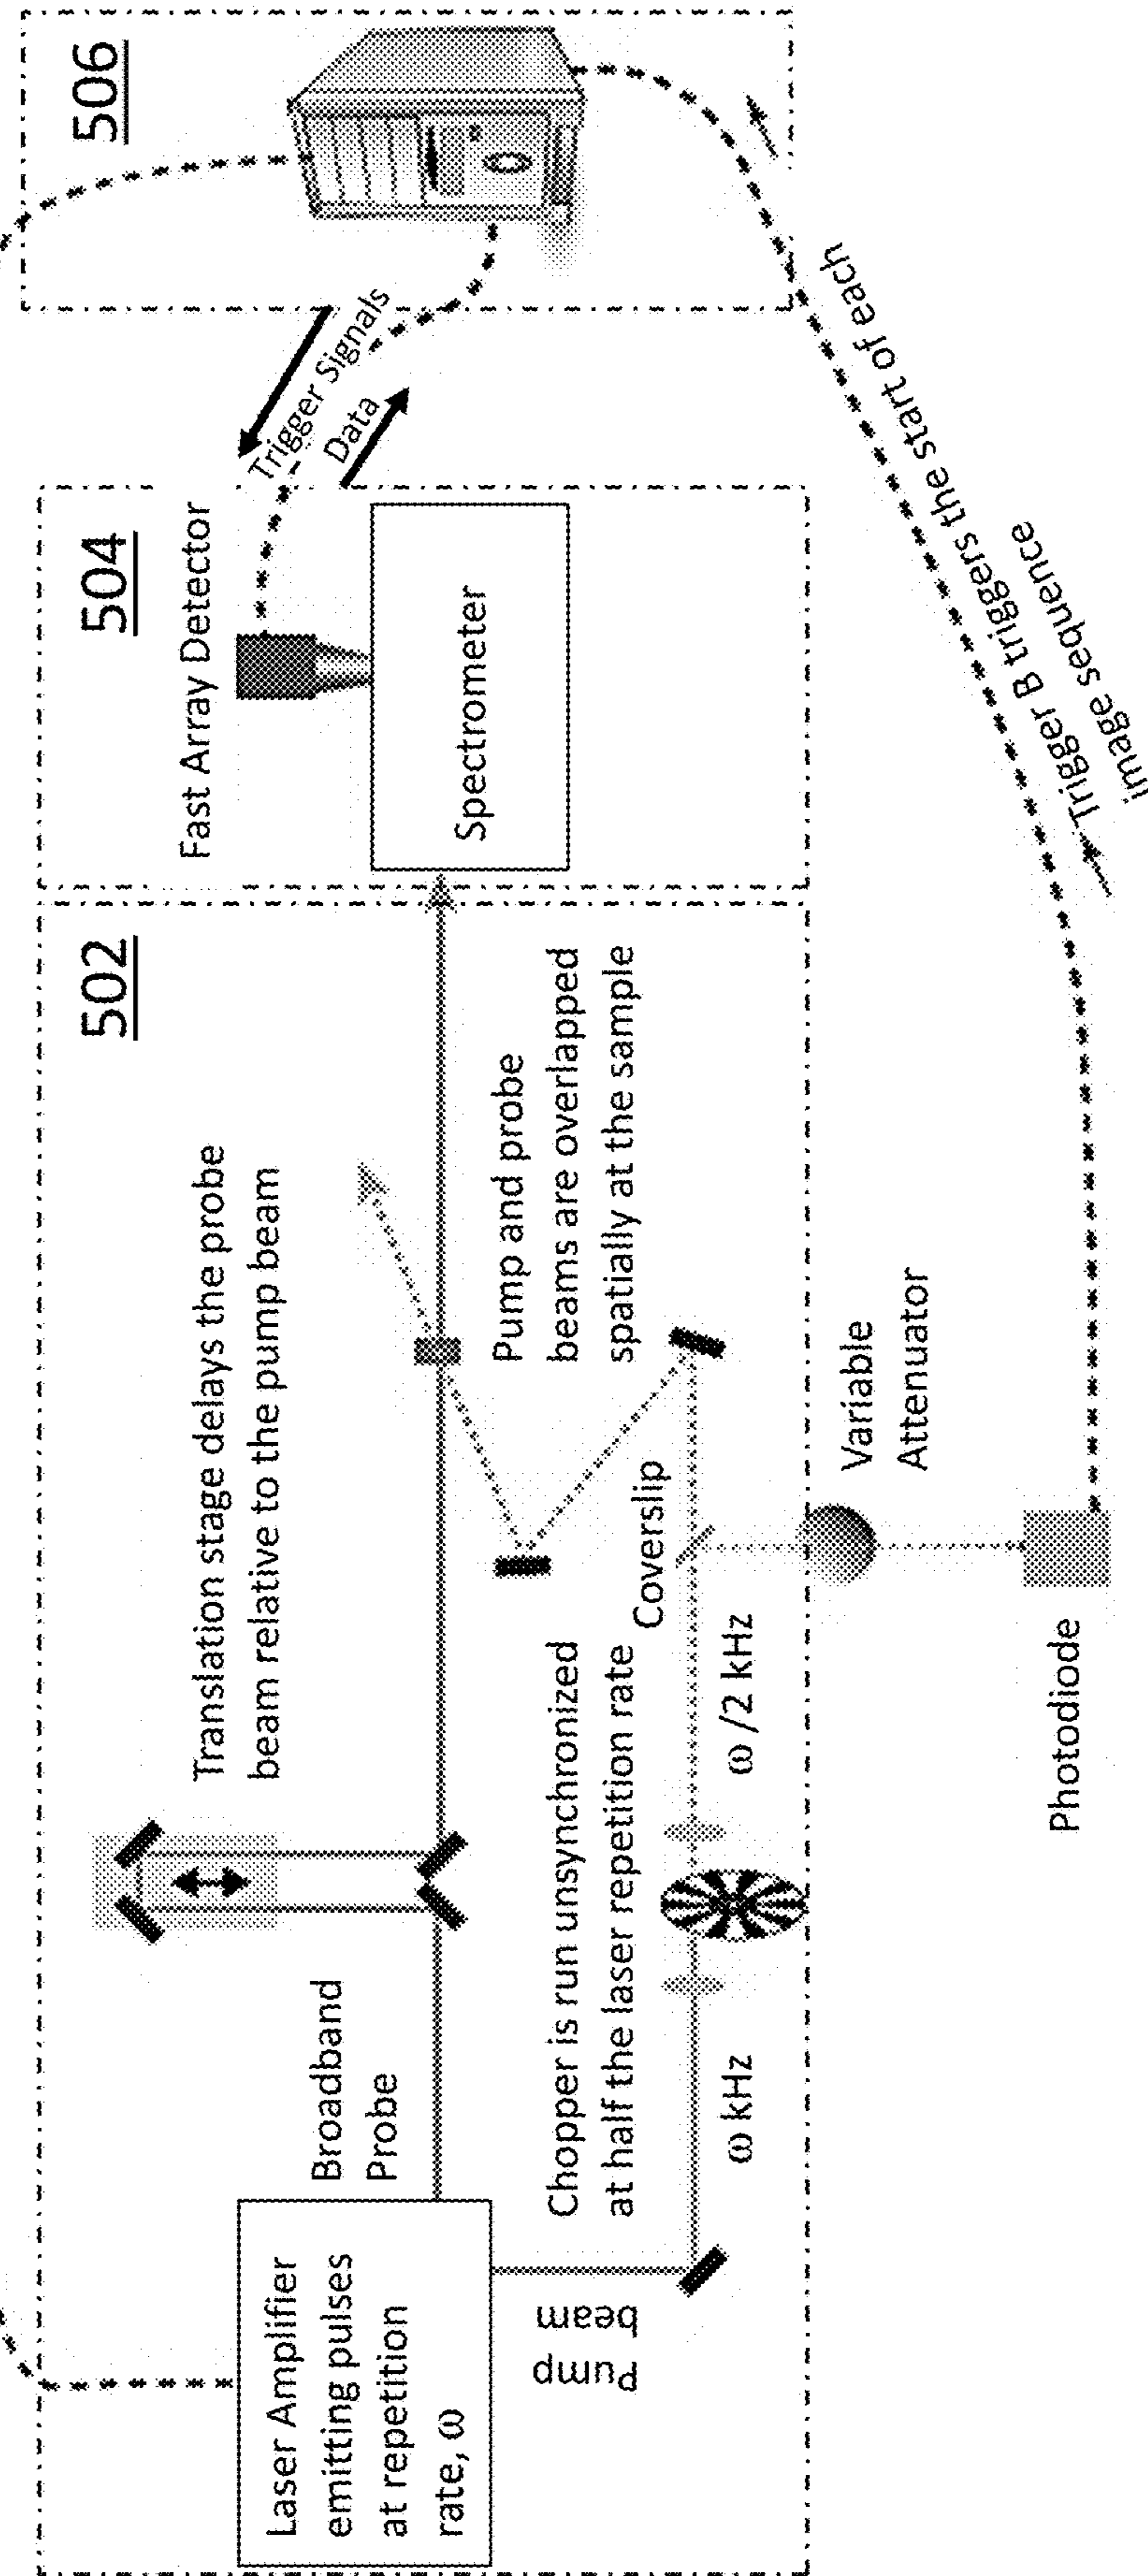 502
504
506
Laser Amplifier
emitting pulses
at repetition
rate, ω
Broadband
Probe
Translation stage delays the probe
beam relative to the pump beam
Fast Array Detector
Spectrometer
Trigger Signals
Data
Pump
beam
Chopper is run unsynchronized
at half the laser repetition rate
ω kHz
ω /2 kHz
Coverslip
Pump and probe
beams are overlapped
spatially at the sample
Variable
Attenuator
Photodiode
Trigger B triggers the start of each
image sequence